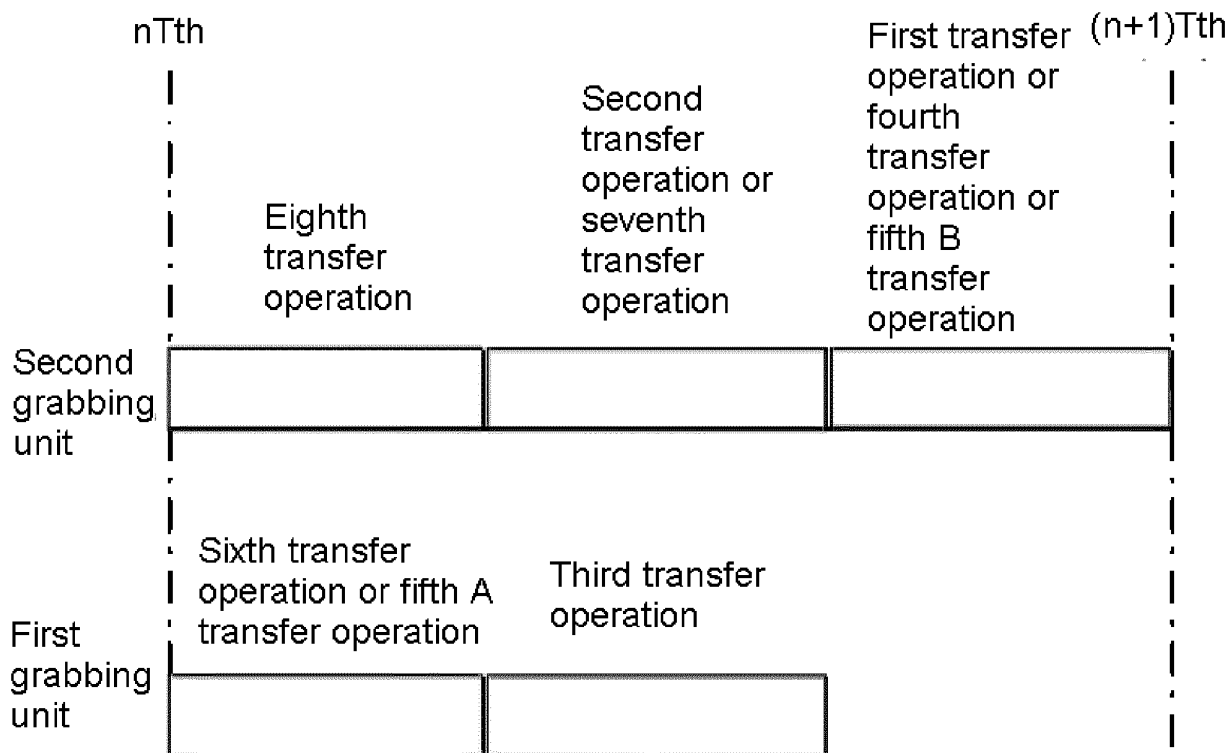 nTth
(n+1)Tth
First transfer
operation or
fourth
transfer
operation or
fifth B
transfer
operation
Second
transfer
operation or
seventh
transfer
operation
Eighth
transfer
operation
Second
grabbing
unit
Sixth transfer
operation or fifth A
transfer operation
Third transfer
operation
First
grabbing
unit